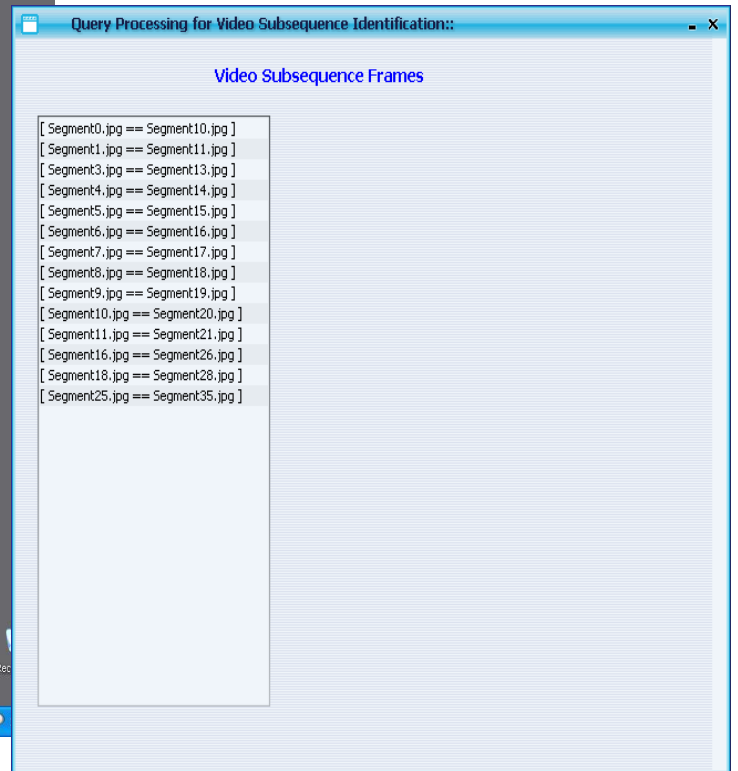 Query Processing for Video Subsequence Identification::
Video Subsequence Frames
[ Segment0.jpg == Segment10.jpg ]
[ Segment1.jpg == Segment11.jpg ]
[ Segment3.jpg == Segment13.jpg ]
[ Segment4.jpg == Segment14.jpg ]
[ Segment5.jpg == Segment15.jpg ]
[ Segment6.jpg == Segment16.jpg ]
[ Segment7.jpg == Segment17.jpg ]
[ Segment8.jpg == Segment18.jpg ]
[ Segment9.jpg == Segment19.jpg ]
[ Segment10.jpg == Segment20.jpg ]
[ Segment11.jpg == Segment21.jpg ]
[ Segment16.jpg == Segment26.jpg ]
[ Segment18.jpg == Segment28.jpg ]
[ Segment25.jpg == Segment35.jpg ]